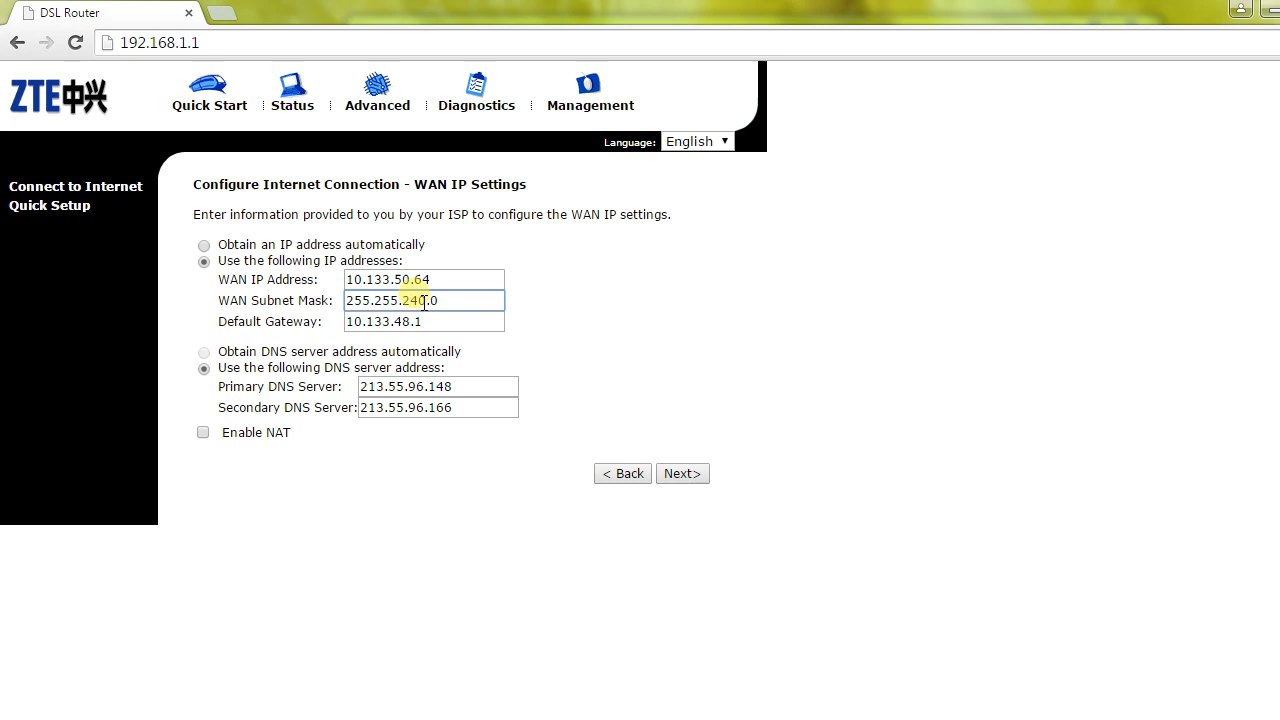 DSL Router
192.168.1.1
ZTE中兴
Quick Start
Status
Advanced
Diagnostics
Management
Language: English
Connect to Internet
Quick Setup
Configure Internet Connection - WAN IP Settings
Enter information provided to you by your ISP to configure the WAN IP settings.
Obtain an IP address automatically
Use the following IP addresses:
WAN IP Address: 10.133.50.64
WAN Subnet Mask: 255.255.240.0
Default Gateway: 10.133.48.1
Obtain DNS server address automatically
Use the following DNS server address:
Primary DNS Server: 213.55.96.148
Secondary DNS Server: 213.55.96.166
Enable NAT
< Back Next>